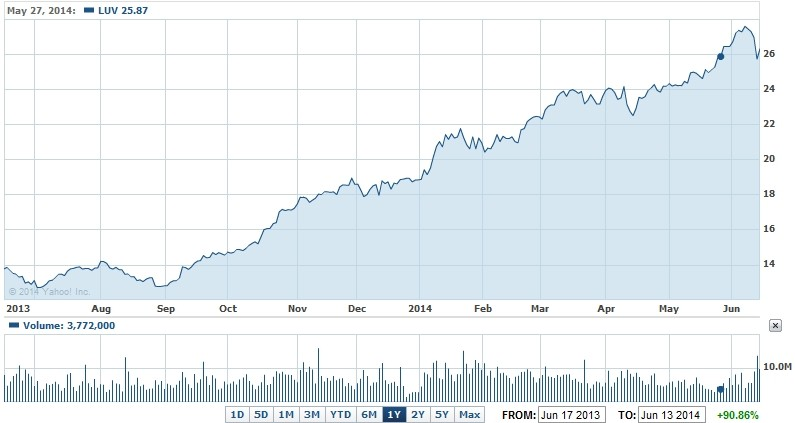 May 27, 2014: LUV 25.87
26
24
22
20
18
16
14
© 2014 Yahoo! Inc.
2013 Aug Sep Oct Nov Dec 2014 Feb Mar Apr May Jun
Volume: 3,772,000 x
10.0M
1D 5D 1M 3M YTD 6M 1Y 2Y 5Y Max FROM: Jun 17 2013 TO: Jun 13 2014 +90.86%